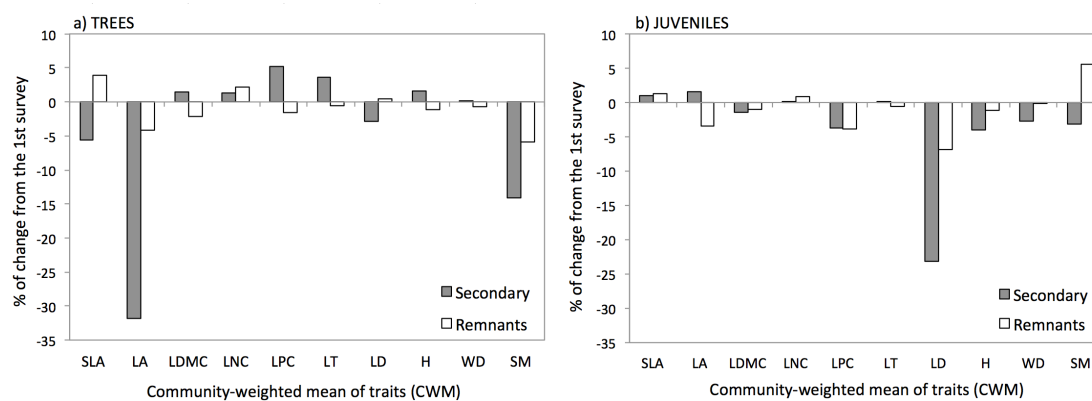 a) TREES
% of change from the 1st survey
10
5
0
-5
-10
-15
-20
-25
-30
-35
Secondary
Remnants
SLA LA LDMC LNC LPC LT LD H WD SM
Community-weighted mean of traits (CWM)
b) JUVENILES
% of change from the 1st survey
10
5
0
-5
-10
-15
-20
-25
-30
-35
Secondary
Remnants
SLA LA LDMC LNC LPC LT LD H WD SM
Community-weighted mean of traits (CWM)